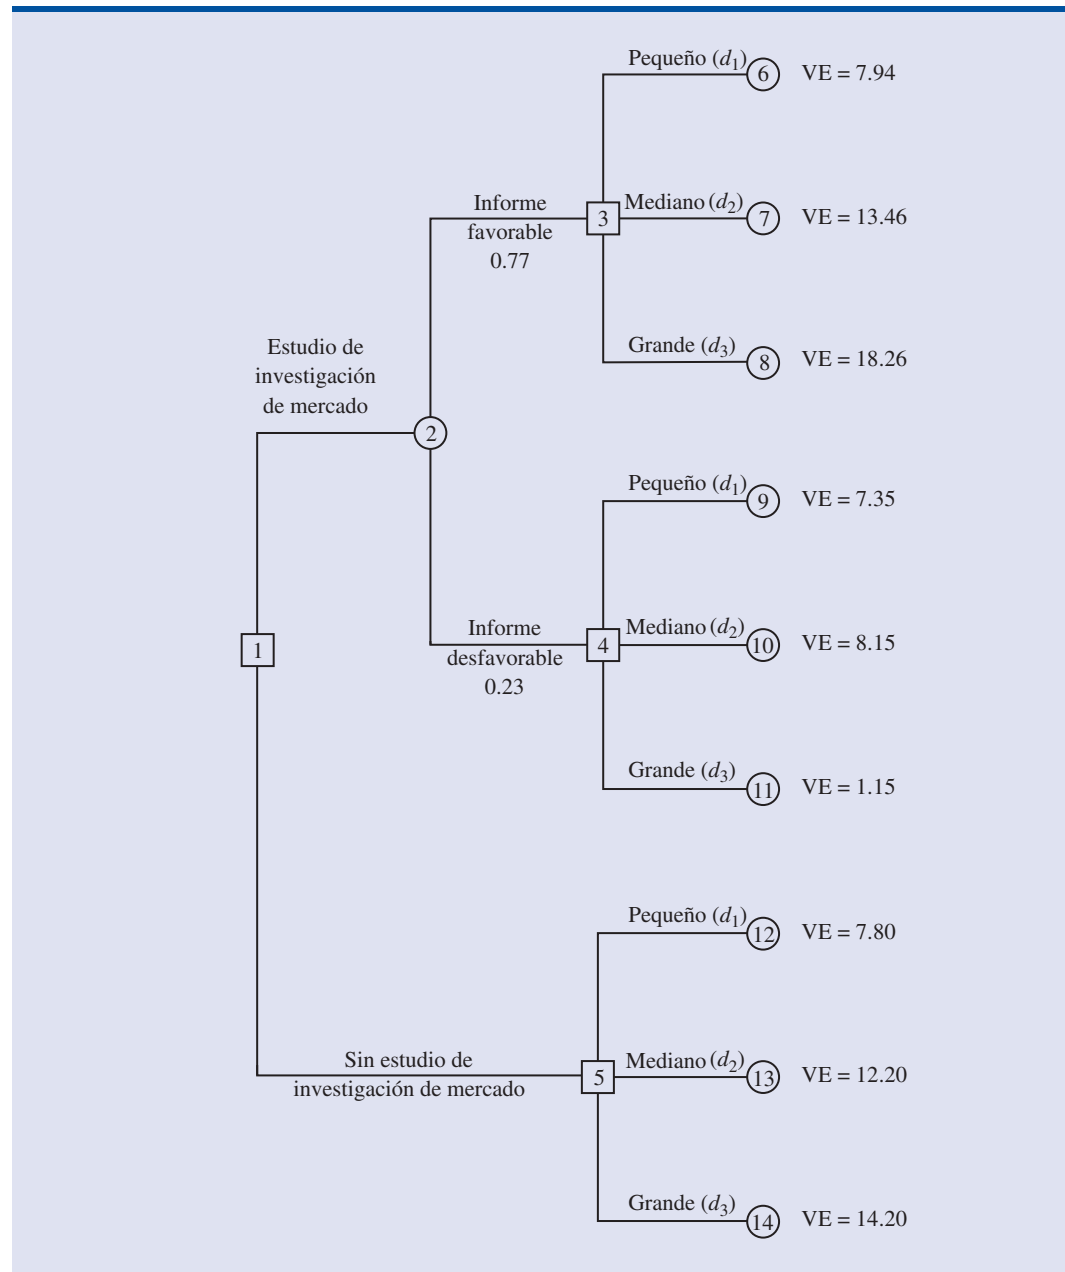 Pequeño (d1)
6
VE = 7.94
Informe
favorable
0.77
3
Mediano (d2)
7
VE = 13.46
Grande (d3)
8
VE = 18.26
Estudio de
investigación
de mercado
2
Pequeño (d1)
9
VE = 7.35
1
Informe
desfavorable
0.23
4
Mediano (d2)
10
VE = 8.15
Grande (d3)
11
VE = 1.15
Pequeño (d1)
12
VE = 7.80
Sin estudio de
investigación de mercado
5
Mediano (d2)
13
VE = 12.20
Grande (d3)
14
VE = 14.20